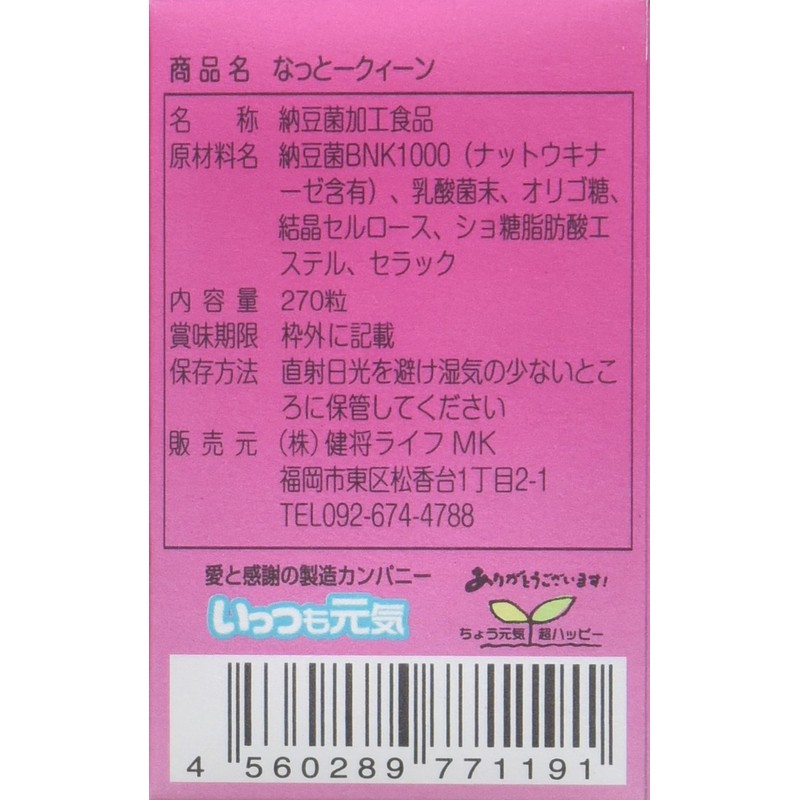 商品名 なっとークィーン
名称 納豆菌加工食品
原材料名 納豆菌BNK1000（ナットウキナ
ーゼ含有）、乳酸菌末、オリゴ糖、
結晶セルロース、ショ糖脂肪酸エ
ステル、セラック
内容量 270粒
賞味期限 枠外に記載
保存方法 直射日光を避け湿気の少ないとこ
ろに保管してください
販売元 （株）健将ライフMK
福岡市東区松香台1丁目2-1
TEL092-674-4788
愛と感謝の製造カンパニー
いっつも元気
ありがとうございます!
ちょう元気 超ハッピー
4 560289 771191